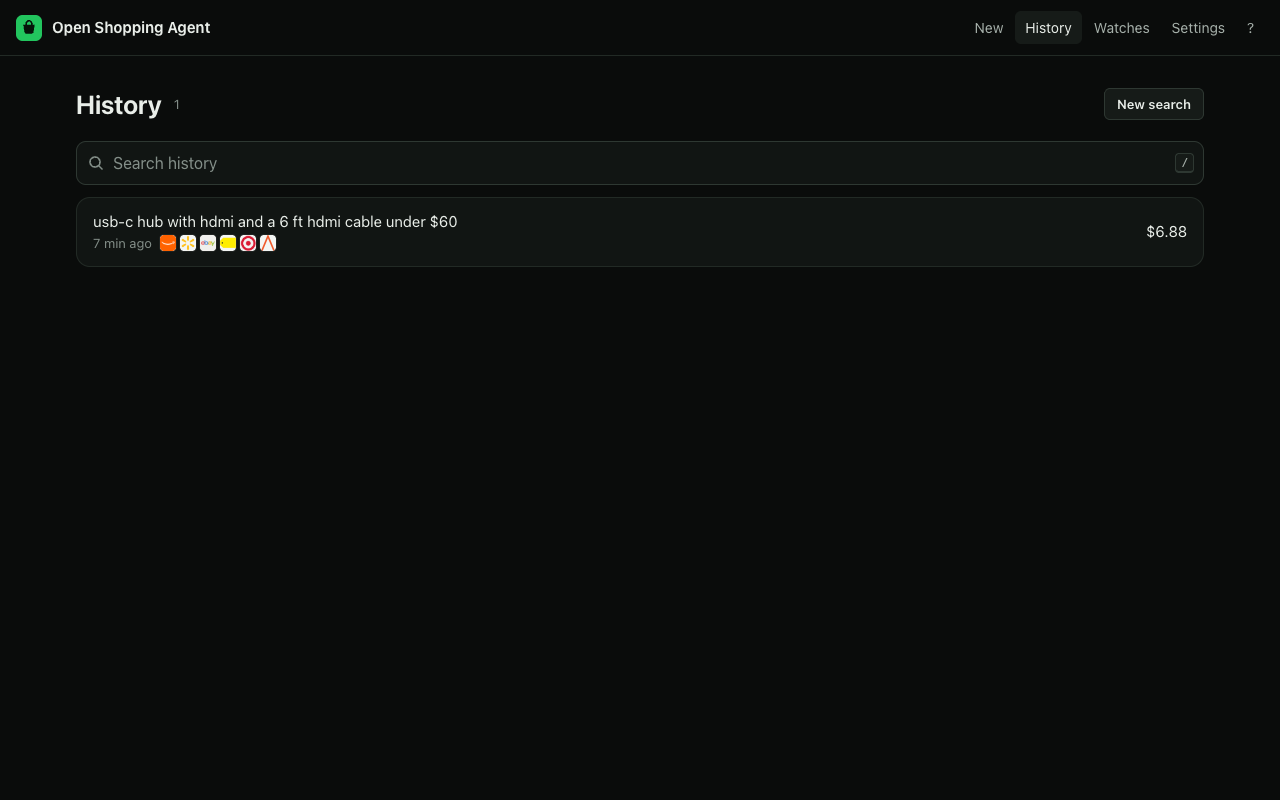 Open Shopping Agent
New
History
Watches
Settings
?
History 1
New search
Search history
/
usb-c hub with hdmi and a 6 ft hdmi cable under $60
7 min ago
$6.88